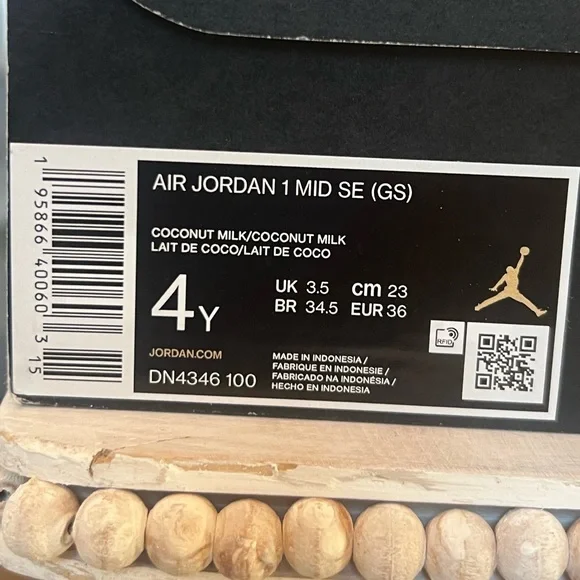 AIR JORDAN 1 MID SE (GS)
COCONUT MILK/COCONUT MILK
LAIT DE COCO/LAIT DE COCO
4Y
UK 3.5 cm 23
BR 34.5 EUR 36
RFID
JORDAN.COM
DN4346 100
MADE IN INDONESIA /
FABRIQUE EN INDONESIE /
FABRICADO NA INDONÉSIA /
HECHO EN INDONESIA
1 95866 40060 3 15